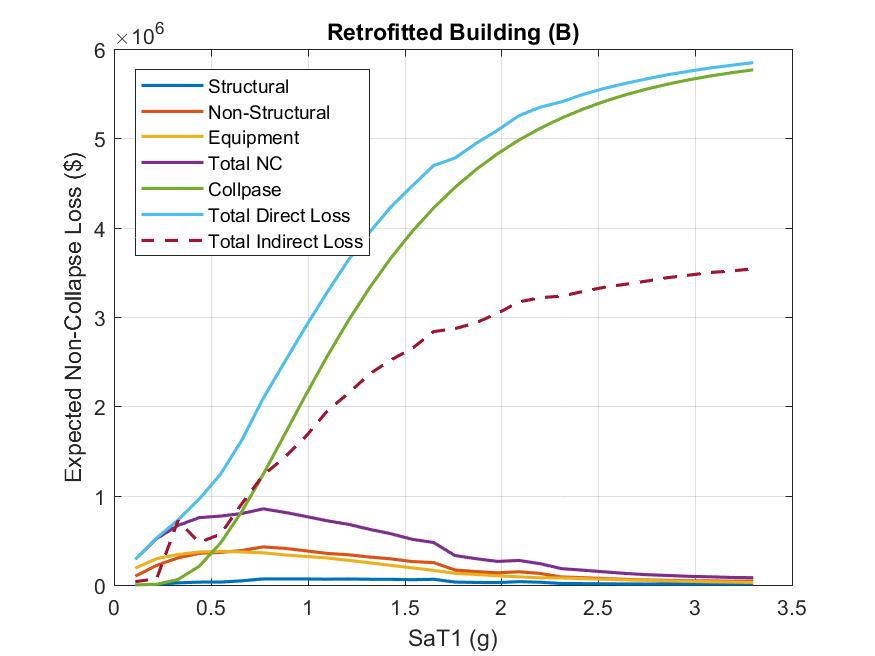 Retrofitted Building (B)
×10^6
Structural
Non-Structural
Equipment
Total NC
Collpase
Total Direct Loss
Total Indirect Loss
Expected Non-Collapse Loss ($)
6
5
4
3
2
1
0
0 0.5 1 1.5 2 2.5 3 3.5
SaT1 (g)